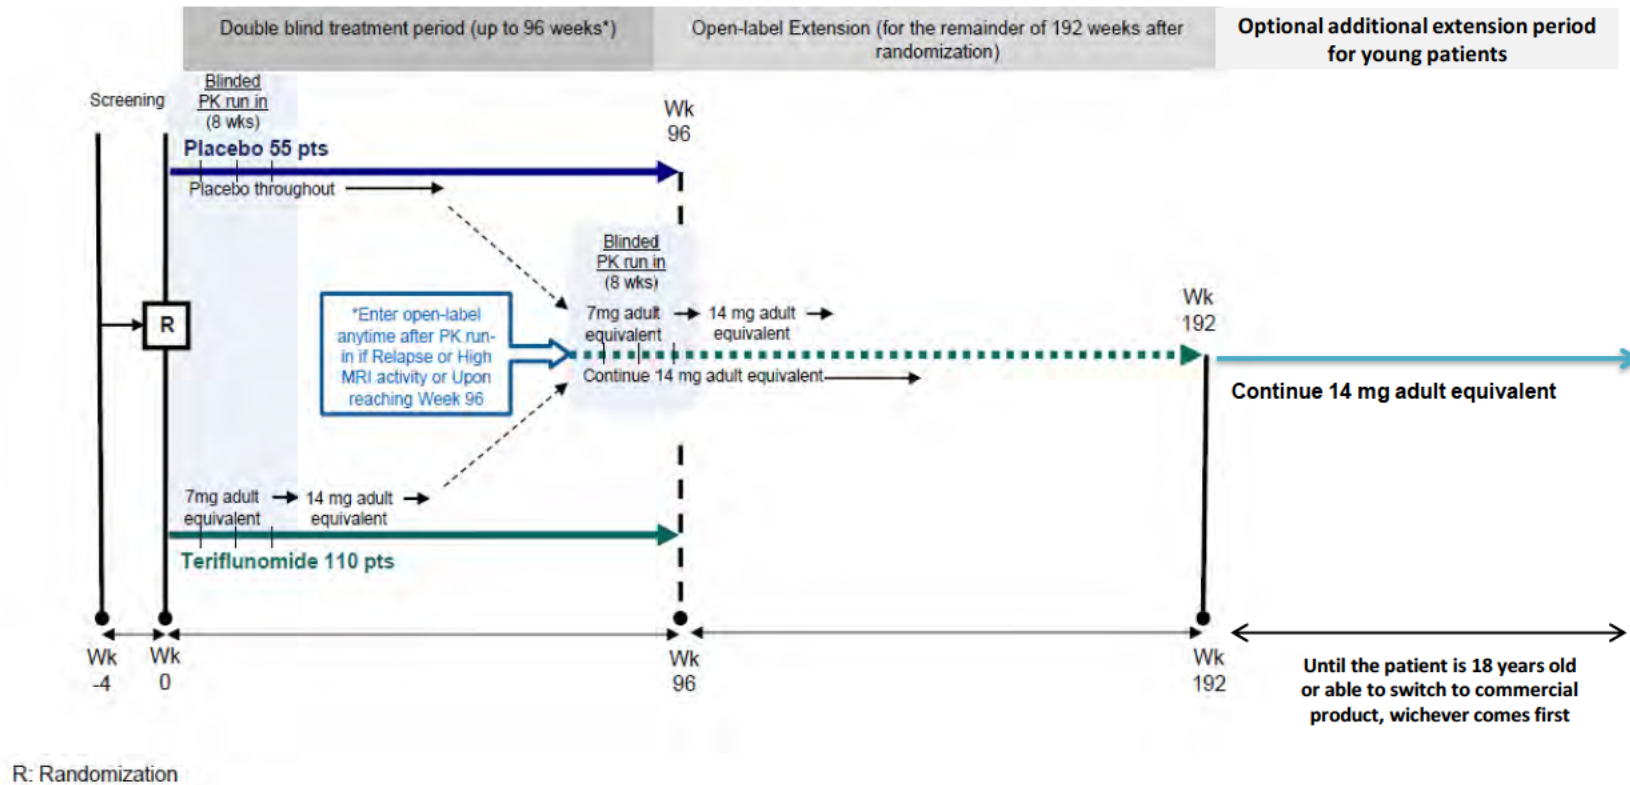 Double blind treatment period (up to 96 weeks*)
Open-label Extension (for the remainder of 192 weeks after
randomization)
Optional additional extension period
for young patients
Screening
Blinded
PK run in
(8 wks)
Wk
96
Placebo 55 pts
Placebo throughout
Blinded
PK run in
(8 wks)
R
*Enter open-label
anytime after PK run-
in if Relapse or High
MRI activity or Upon
reaching Week 96
7mg adult
equivalent
14 mg adult
equivalent
Wk
192
Continue 14 mg adult equivalent
Continue 14 mg adult equivalent
7mg adult
equivalent
14 mg adult
equivalent
Teriflunomide 110 pts
Wk
-4
Wk
0
Wk
96
Wk
192
Until the patient is 18 years old
or able to switch to commercial
product, wichever comes first
R: Randomization